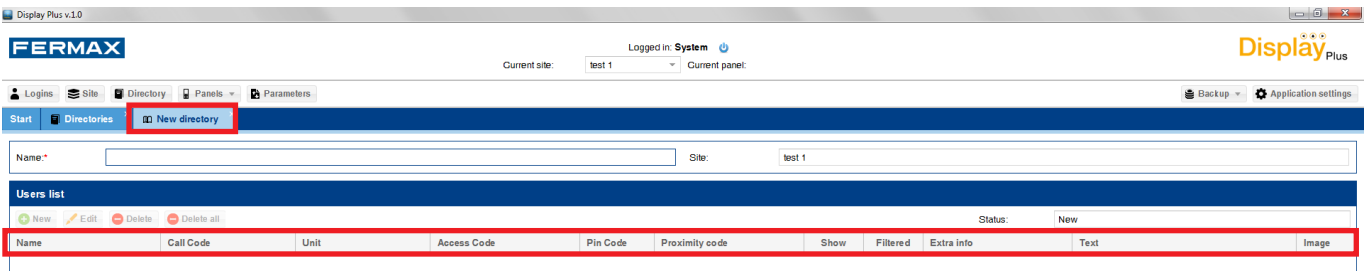 Display Plus v.1.0
FERMAX
Logged in: System
Display Plus
Current site: test 1 Current panel:
Logins Site Directory Panels Parameters Backup Application settings
Start Directories New directory
Name:* Site: test 1
Users list
New Edit Delete Delete all Status: New
Name Call Code Unit Access Code Pin Code Proximity code Show Filtered Extra info Text Image